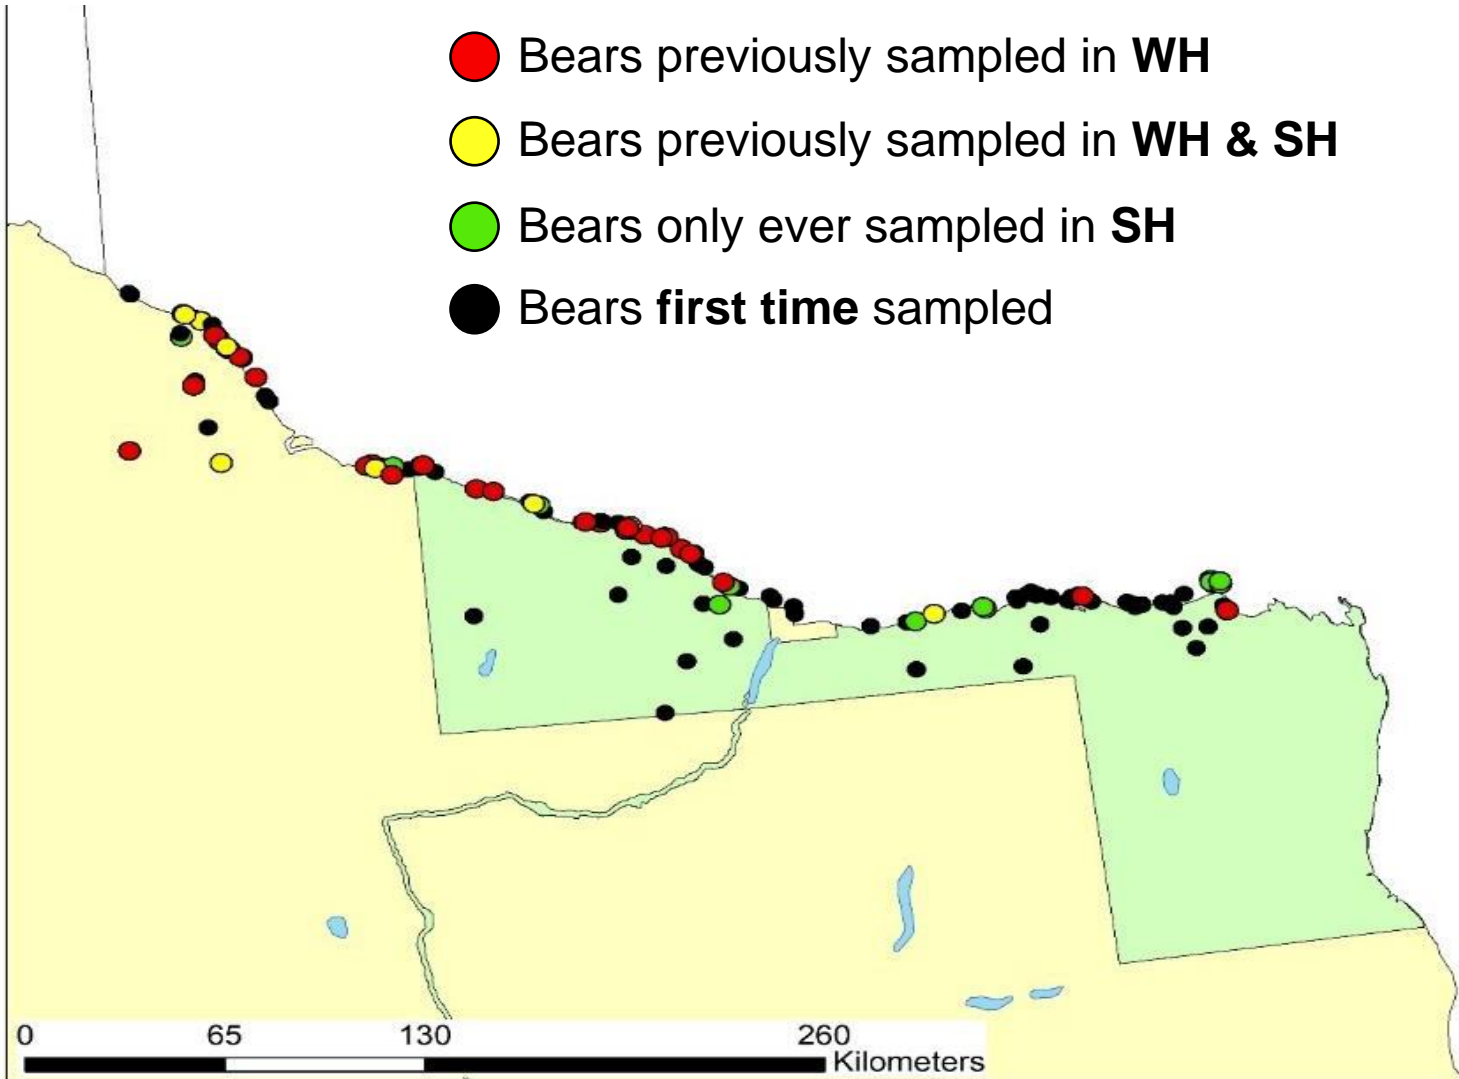 Bears previously sampled in WH
Bears previously sampled in WH & SH
Bears only ever sampled in SH
Bears first time sampled
0 65 130 260
Kilometers